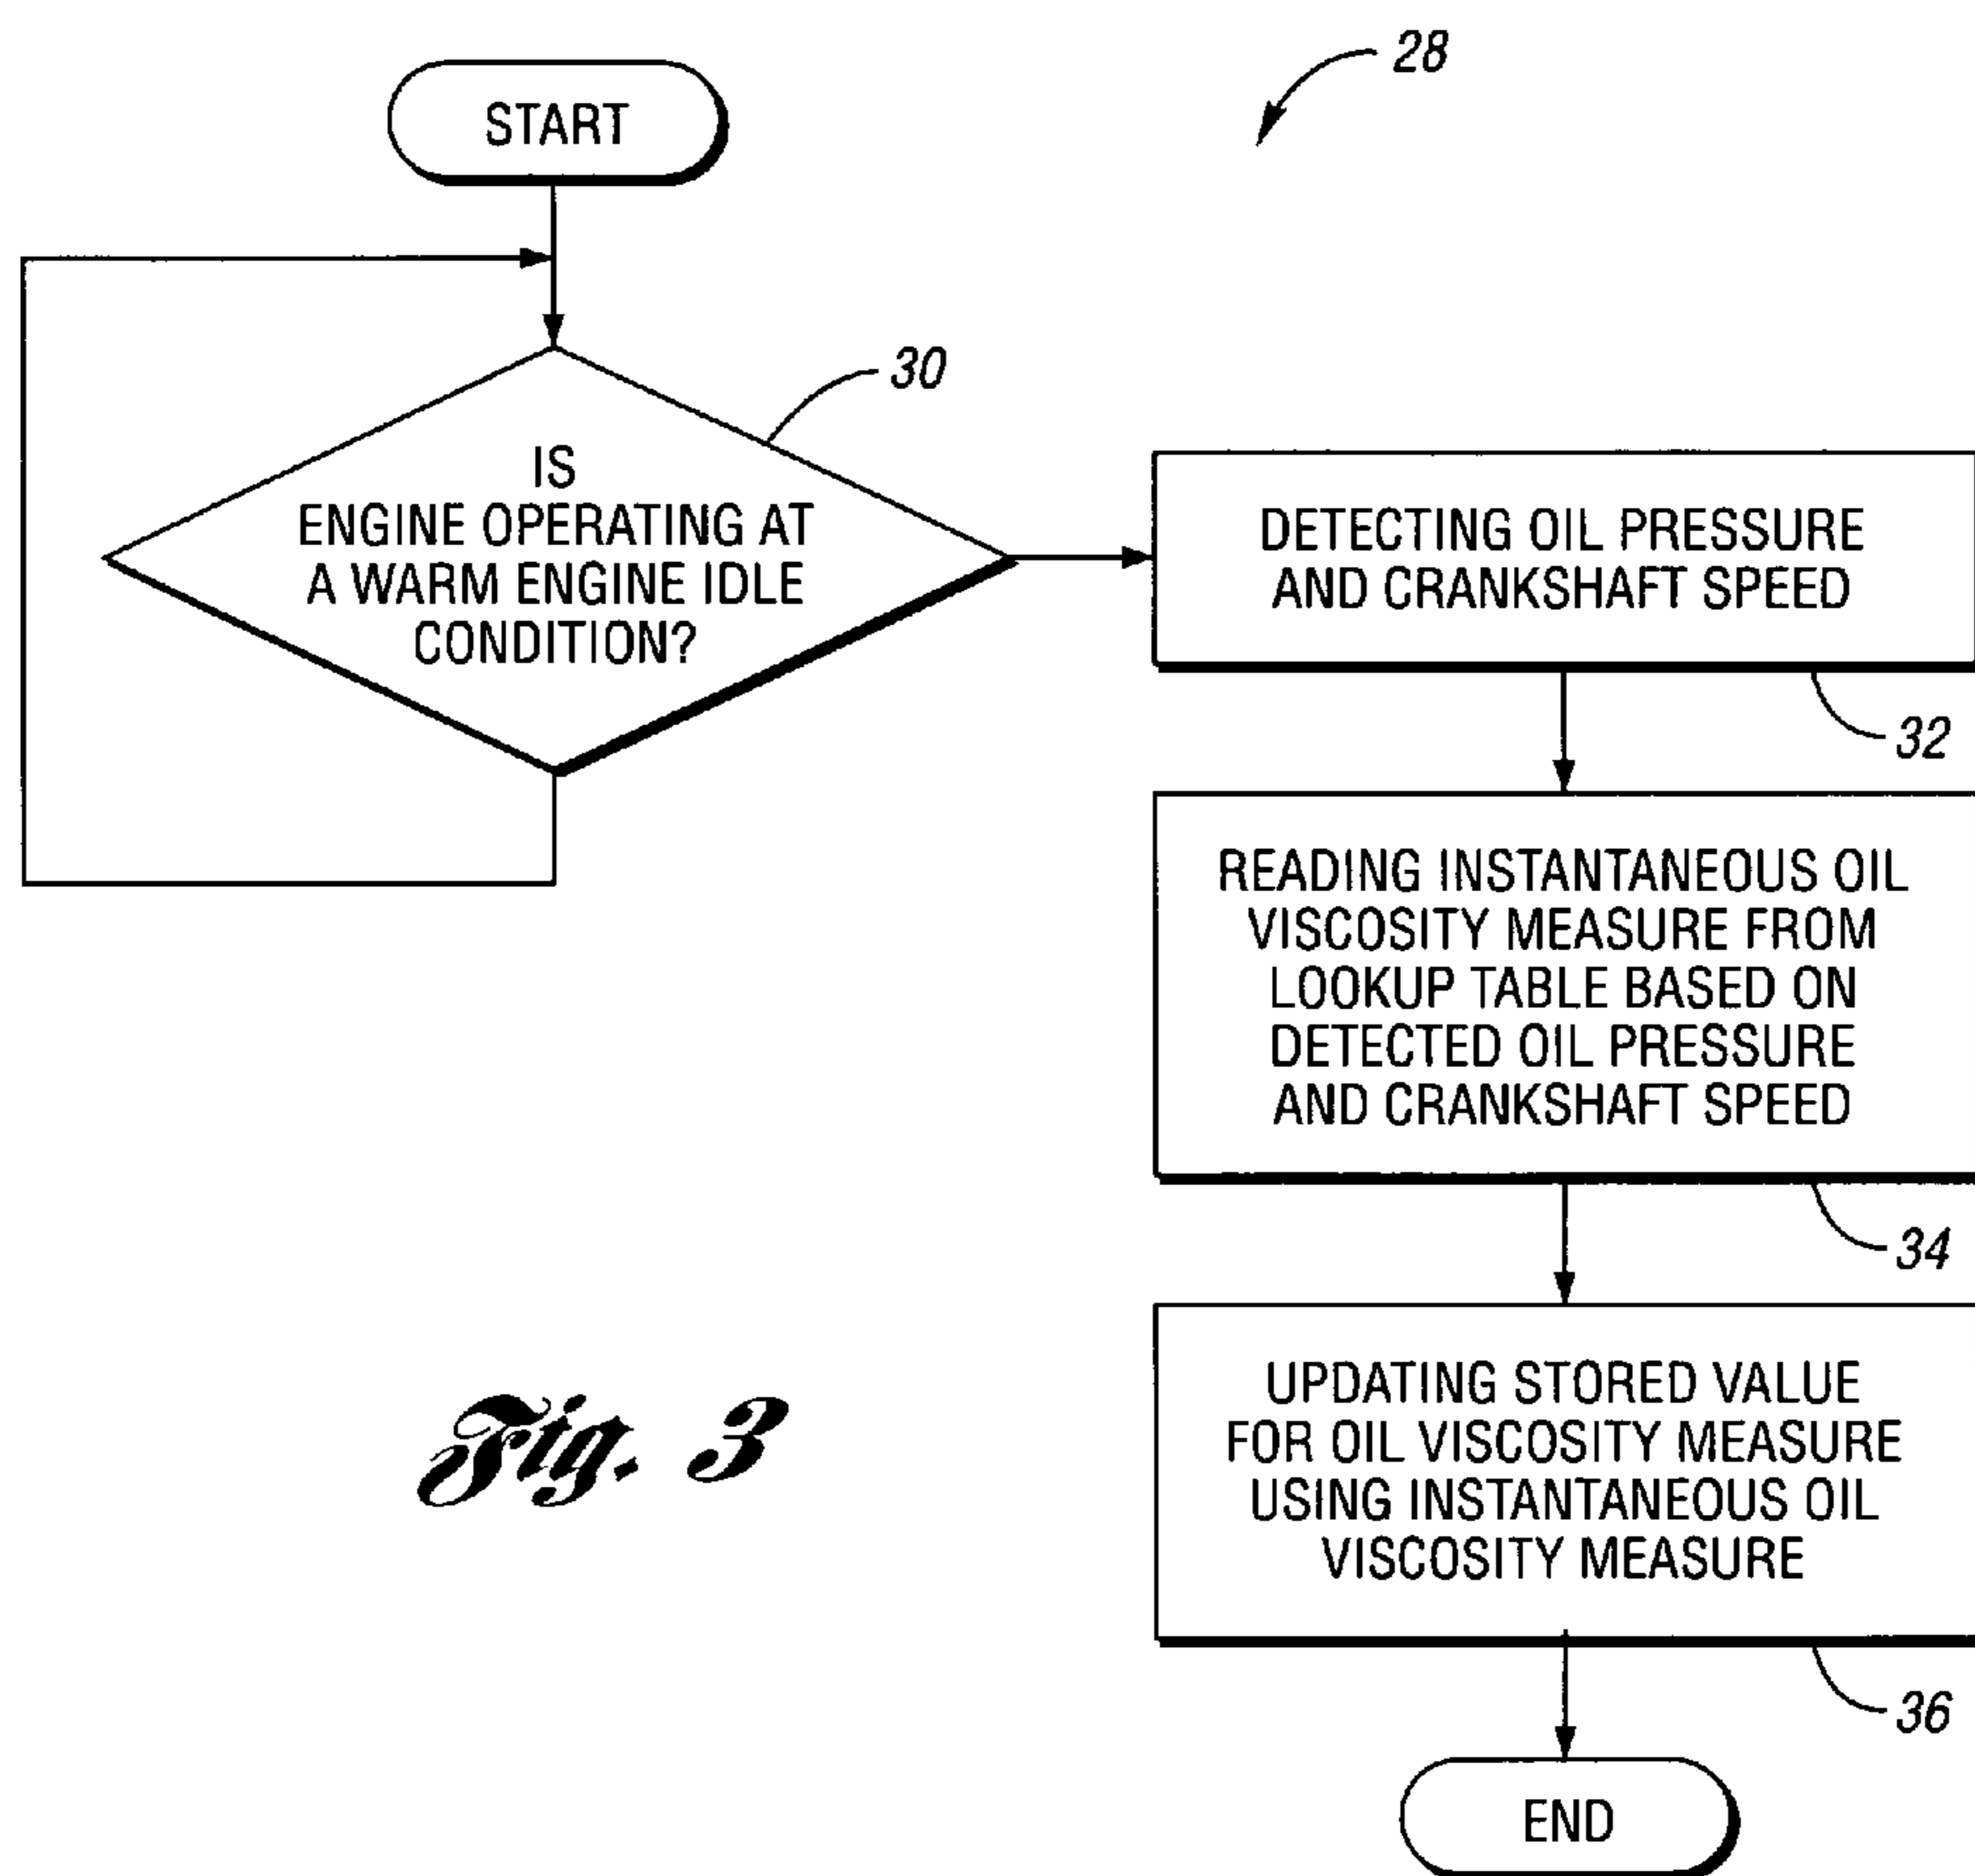 START
28
30
IS
ENGINE OPERATING AT
A WARM ENGINE IDLE
CONDITION?
DETECTING OIL PRESSURE
AND CRANKSHAFT SPEED
32
READING INSTANTANEOUS OIL
VISCOSITY MEASURE FROM
LOOKUP TABLE BASED ON
DETECTED OIL PRESSURE
AND CRANKSHAFT SPEED
34
UPDATING STORED VALUE
FOR OIL VISCOSITY MEASURE
USING INSTANTANEOUS OIL
VISCOSITY MEASURE
36
END
Fig. 3